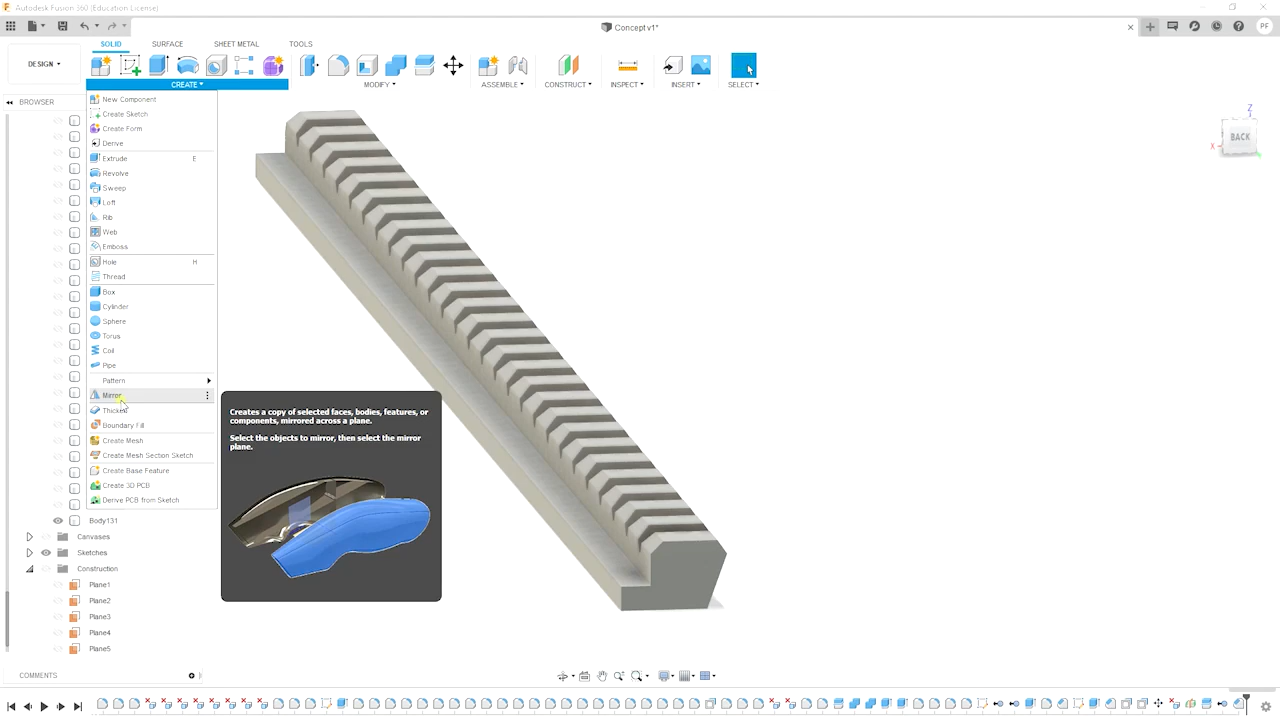 Autodesk Fusion 360 (Education License)
Concept v1*
PF
DESIGN
SOLID
SURFACE
SHEET METAL
TOOLS
CREATE
MODIFY
ASSEMBLE
CONSTRUCT
INSPECT
INSERT
SELECT
BROWSER
New Component
Create Sketch
Create Form
Derive
Extrude E
Revolve
Sweep
Loft
Rib
Web
Emboss
Hole H
Thread
Box
Cylinder
Sphere
Torus
Coil
Pipe
Pattern
Mirror
Thicken
Boundary Fill
Create Mesh
Create Mesh Section Sketch
Create Base Feature
Create 3D PCB
Derive PCB from Sketch
Creates a copy of selected faces, bodies, features, or
components, mirrored across a plane.
Select the objects to mirror, then select the mirror
plane.
Body131
Canvases
Sketches
Construction
Plane1
Plane2
Plane3
Plane4
Plane5
COMMENTS
Z
X
BACK